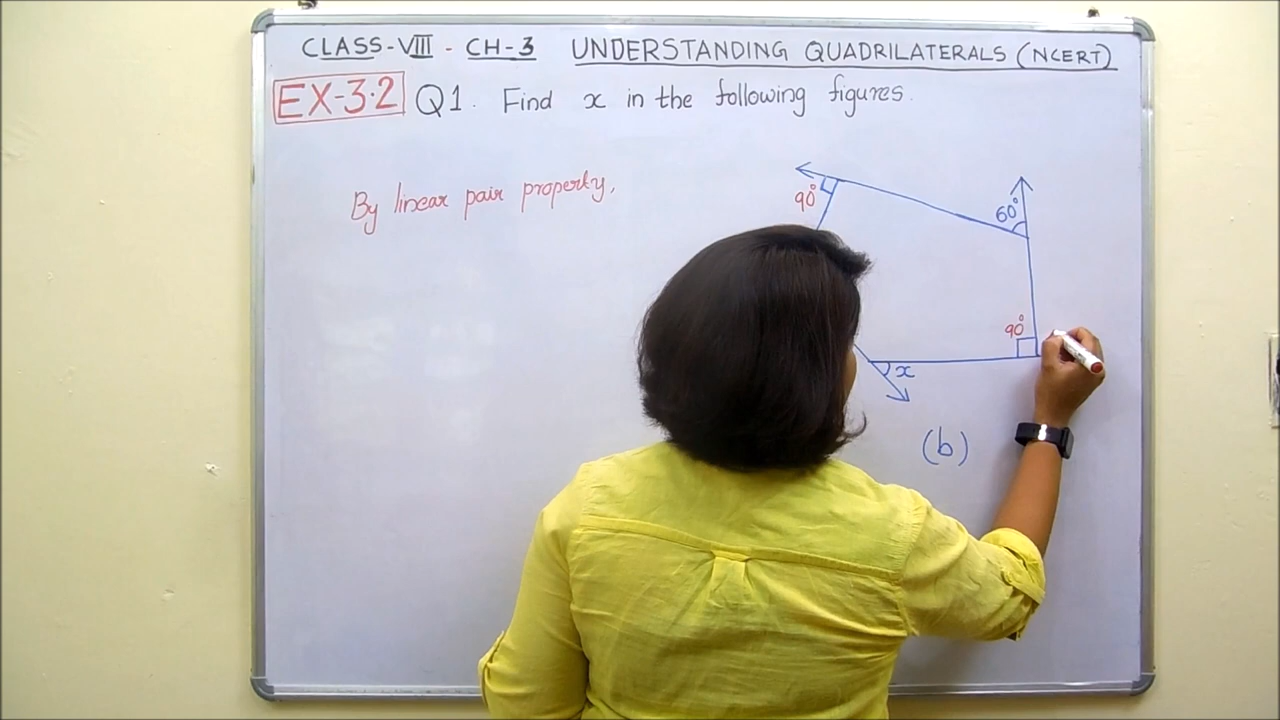 CLASS-VIII - CH-3 UNDERSTANDING QUADRILATERALS (NCERT)
EX-3.2 Q1. Find x in the following figures.
By linear pair property,
90°
60°
90°
x
(b)